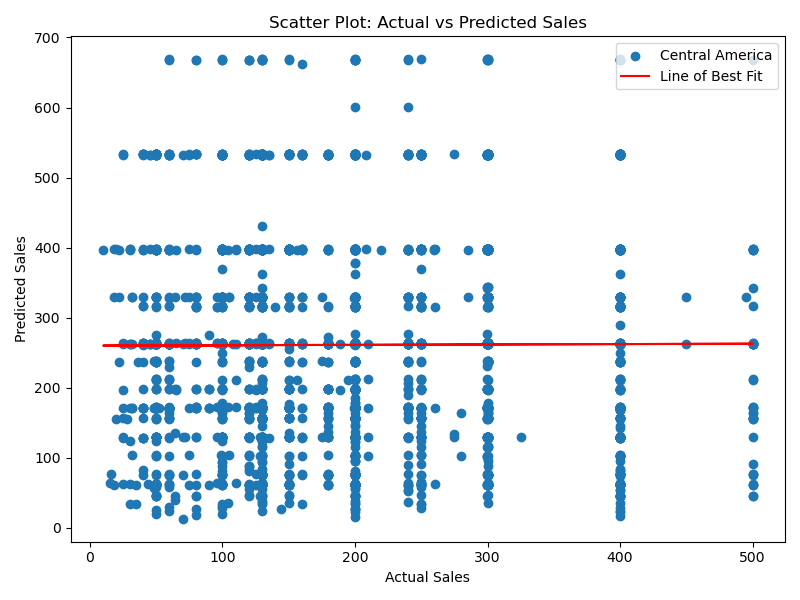 Scatter Plot: Actual vs Predicted Sales
Central America
Line of Best Fit
700
600
500
400
300
200
100
0
Predicted Sales
0 100 200 300 400 500
Actual Sales